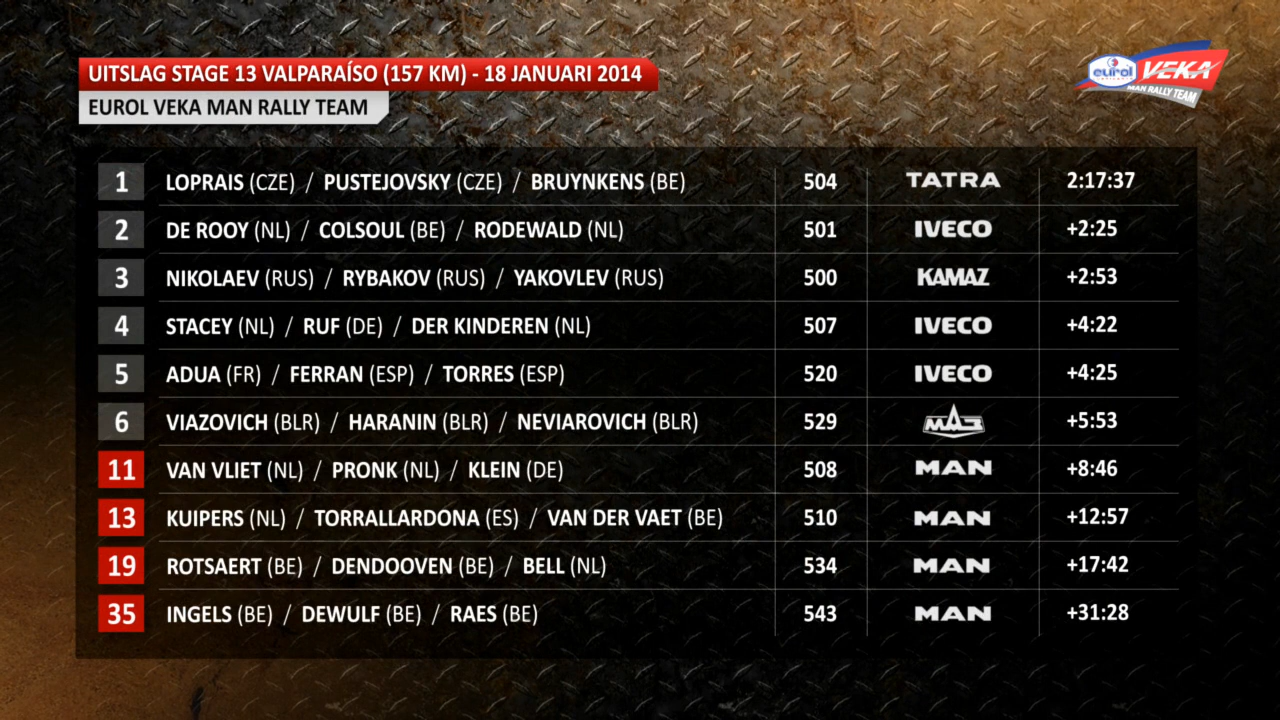 UITSLAG STAGE 13 VALPARAÍSO (157 KM) - 18 JANUARI 2014
EUROL VEKA MAN RALLY TEAM
eurol VEKA
MAN RALLY TEAM
1 LOPRAIS (CZE) / PUSTEJOVSKY (CZE) / BRUYNKENS (BE) 504 TATRA 2:17:37
2 DE ROOY (NL) / COLSOUL (BE) / RODEWALD (NL) 501 IVECO +2:25
3 NIKOLAEV (RUS) / RYBAKOV (RUS) / YAKOVLEV (RUS) 500 KAMAZ +2:53
4 STACEY (NL) / RUF (DE) / DER KINDEREN (NL) 507 IVECO +4:22
5 ADUA (FR) / FERRAN (ESP) / TORRES (ESP) 520 IVECO +4:25
6 VIAZOVICH (BLR) / HARANIN (BLR) / NEVIAROVICH (BLR) 529 МАЗ +5:53
11 VAN VLIET (NL) / PRONK (NL) / KLEIN (DE) 508 MAN +8:46
13 KUIPERS (NL) / TORRALLARDONA (ES) / VAN DER VAET (BE) 510 MAN +12:57
19 ROTSAERT (BE) / DENDOOVEN (BE) / BELL (NL) 534 MAN +17:42
35 INGELS (BE) / DEWULF (BE) / RAES (BE) 543 MAN +31:28